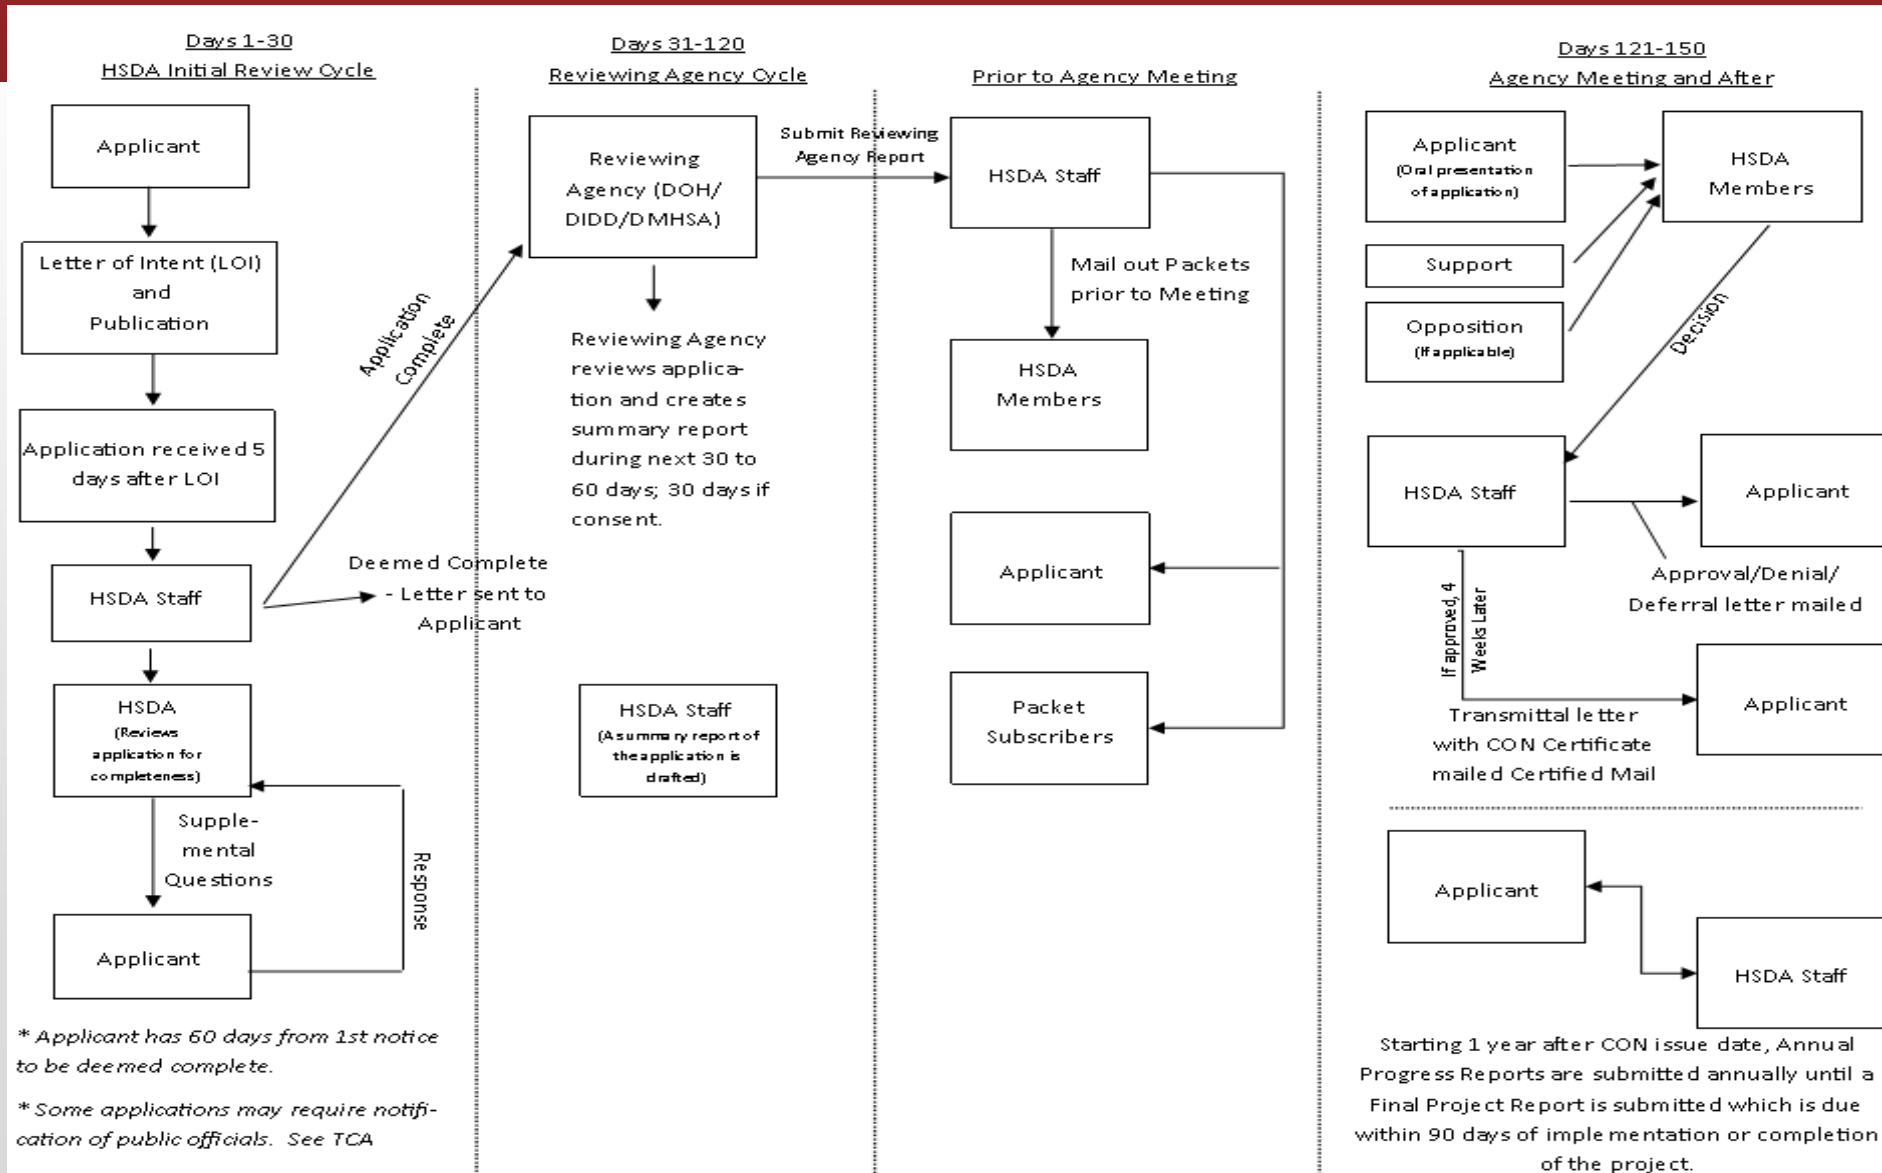 Days 1-30
HSDA Initial Review Cycle
Applicant
Letter of Intent (LOI)
and
Publication
Application received 5
days after LOI
HSDA Staff
HSDA
(Reviews
application for
completeness)
Supple-
mental
Questions
Response
Applicant
* Applicant has 60 days from 1st notice
to be deemed complete.
* Some applications may require notifi-
cation of public officials.  See TCA
Application
Complete
Deemed Complete
- Letter sent to
Applicant
Days 31-120
Reviewing Agency Cycle
Reviewing
Agency (DOH/
DIDD/DMHSA)
Reviewing Agency
reviews applica-
tion and creates
summary report
during next 30 to
60 days; 30 days if
consent.
HSDA Staff
(A summary report of
the application is
drafted)
Submit Reviewing
Agency Report
Prior to Agency Meeting
HSDA Staff
Mail out Packets
prior to Meeting
HSDA
Members
Applicant
Packet
Subscribers
Days 121-150
Agency Meeting and After
Applicant
(Oral presentation
of application)
HSDA
Members
Support
Opposition
(If applicable)
Decision
HSDA Staff
Applicant
Approval/Denial/
Deferral letter mailed
If approved, 4
Weeks Later
Applicant
Transmittal letter
with CON Certificate
mailed Certified Mail
Applicant
HSDA Staff
Starting 1 year after CON issue date, Annual
Progress Reports are submitted annually until a
Final Project Report is submitted which is due
within 90 days of implementation or completion
of the project.